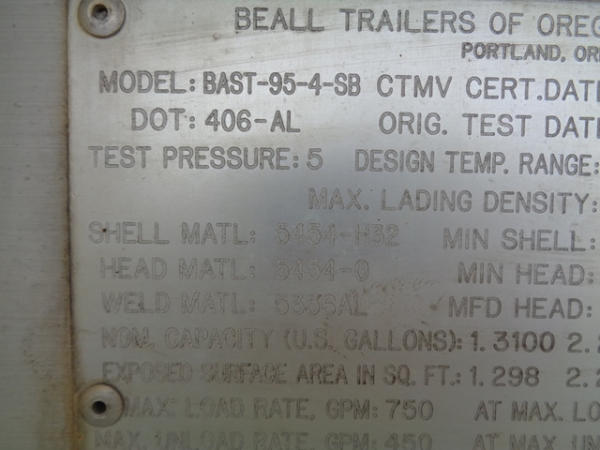 BEALL TRAILERS OF OREG
PORTLAND, OR
MODEL: BAST-95-4-SB CTMV CERT.DAT
DOT: 406-AL ORIG. TEST DATE
TEST PRESSURE: 5 DESIGN TEMP. RANGE:
MAX. LADING DENSITY:
SHELL MATL: 5454-H32 MIN SHELL:
HEAD MATL: 5454-0 MIN HEAD:
WELD MATL: 5356AL MFD HEAD:
NOM. CAPACITY (U.S. GALLONS): 1. 3100 2. 2
EXPOSED SURFACE AREA IN SQ. FT.: 1. 298 2. 2
MAX. LOAD RATE, GPM: 750 AT MAX. LO
MAX. UNLOAD RATE, GPM: 450 AT MAX. UN